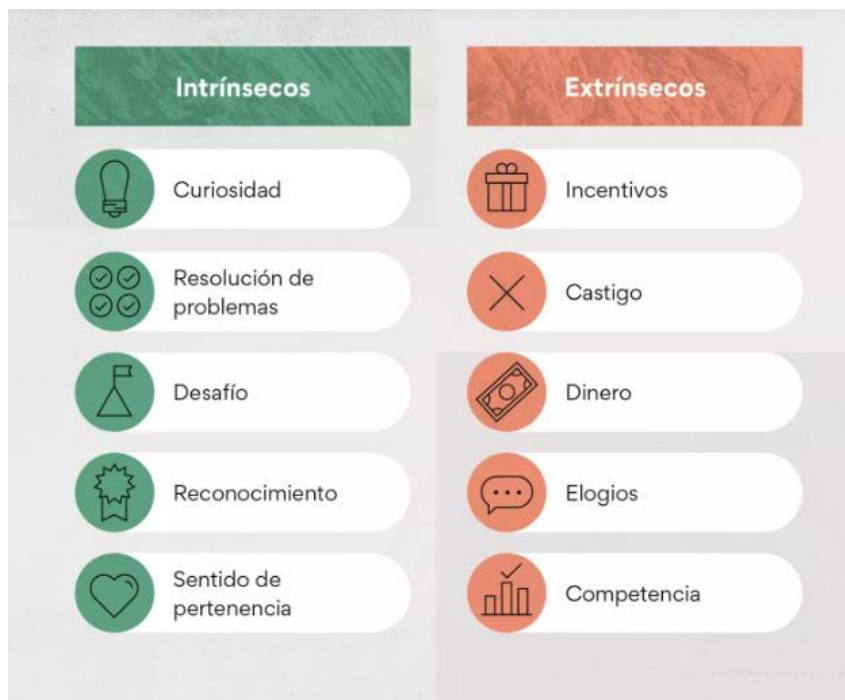 Intrínsecos
Curiosidad
Resolución de
problemas
Desafío
Reconocimiento
Sentido de
pertenencia
Extrínsecos
Incentivos
Castigo
Dinero
Elogios
Competencia